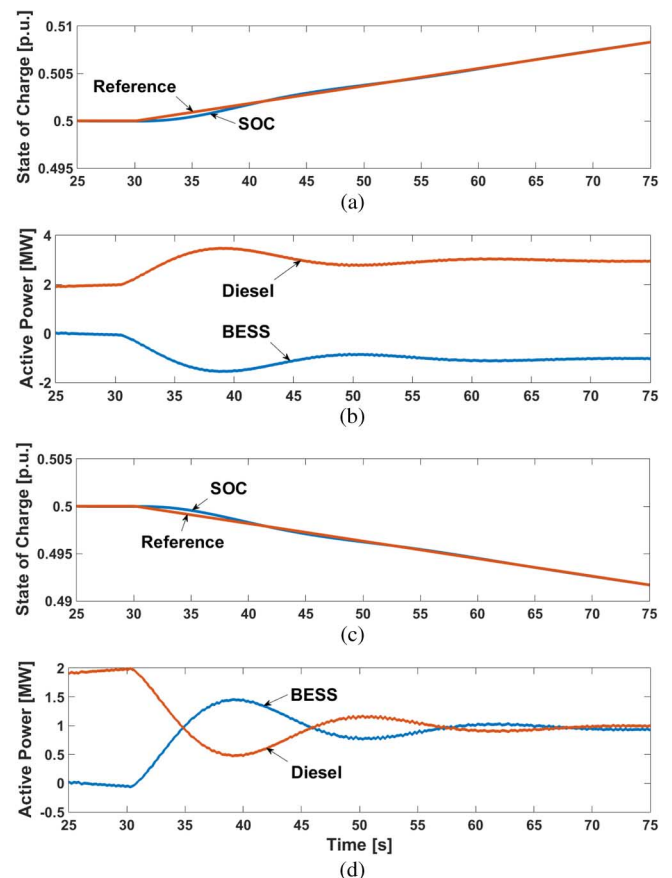 State of Charge [p.u.]
0.51
0.505
0.5
0.495
Reference
SOC
25 30 35 40 45 50 55 60 65 70 75
(a)
Active Power [MW]
4
2
0
-2
Diesel
BESS
25 30 35 40 45 50 55 60 65 70 75
(b)
State of Charge [p.u.]
0.505
0.5
0.495
0.49
SOC
Reference
25 30 35 40 45 50 55 60 65 70 75
(c)
Active Power [MW]
2
1.5
1
0.5
0
-0.5
BESS
Diesel
25 30 35 40 45 50 55 60 65 70 75
Time [s]
(d)